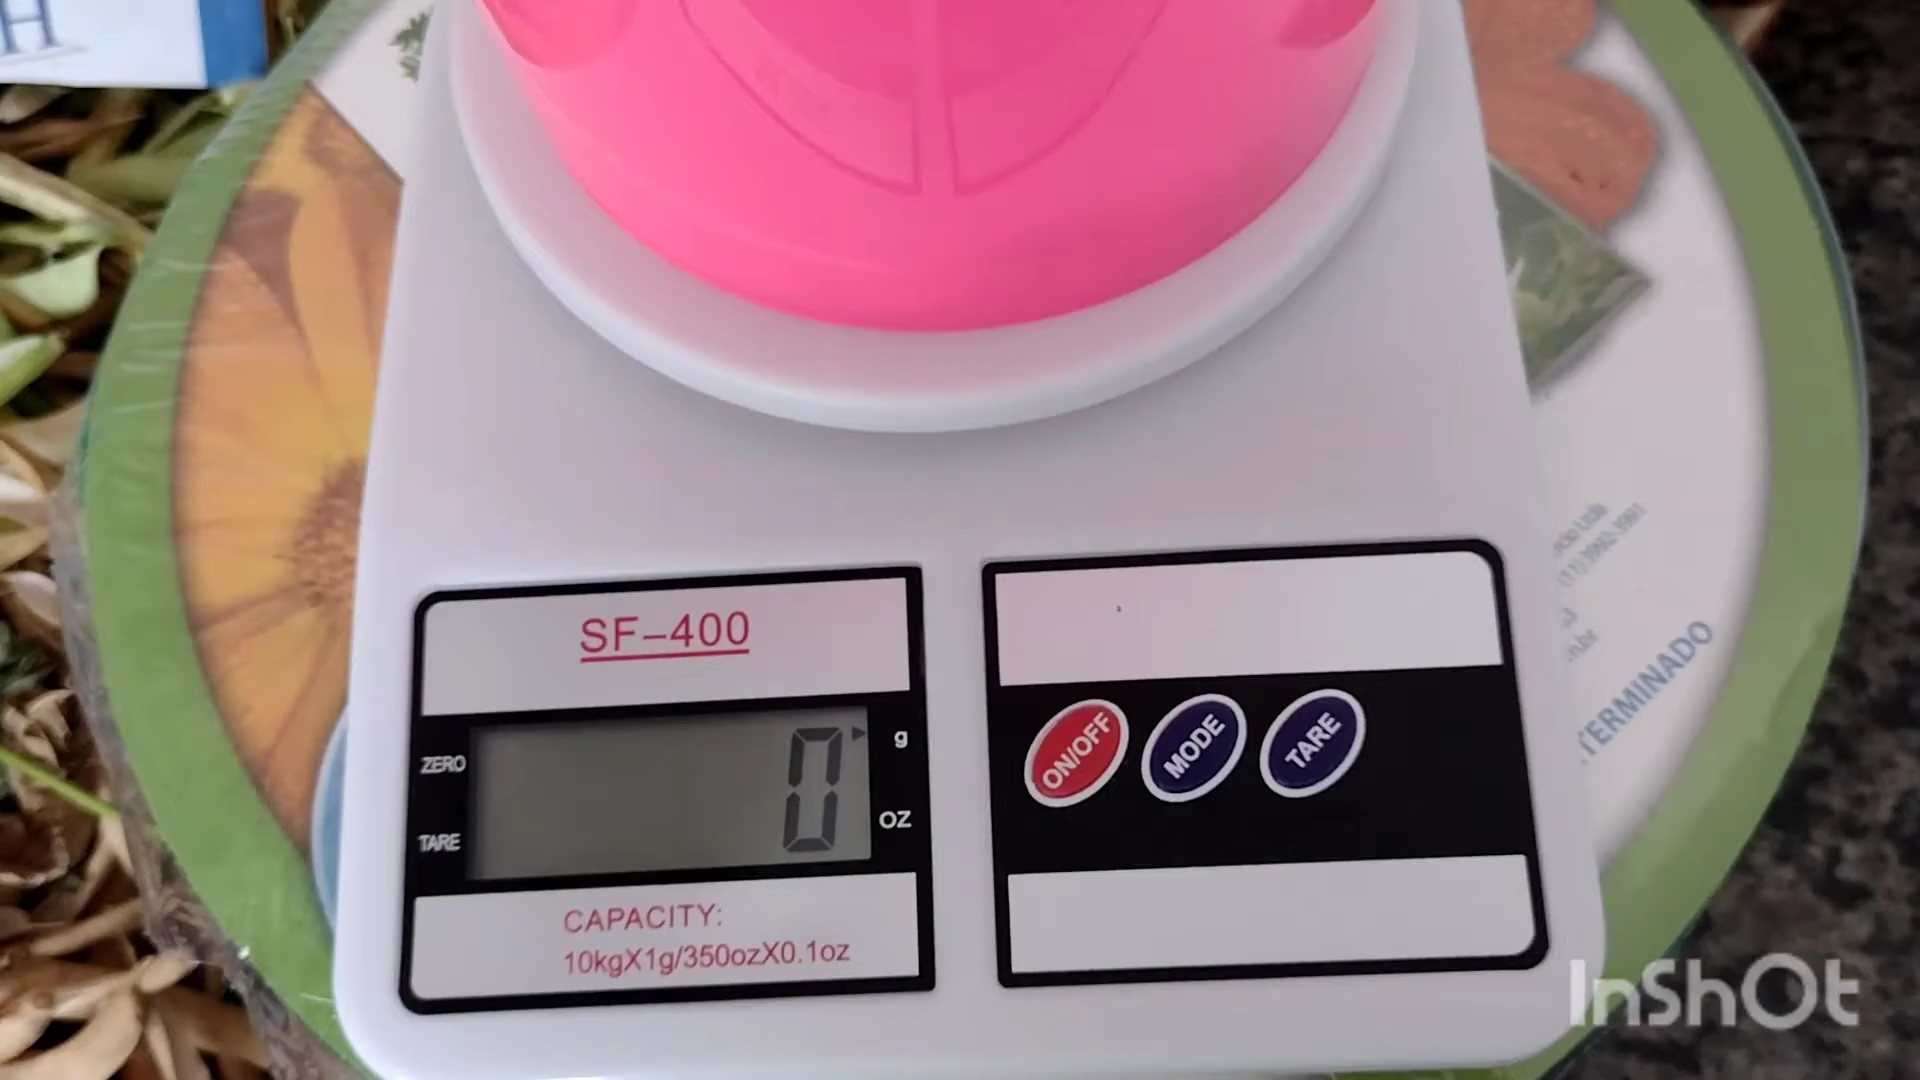 SF-400
ZERO
TARE
0
g
OZ
CAPACITY:
10kgX1g/350ozX0.1oz
ON/OFF
MODE
TARE
TERMINADO
InShOt